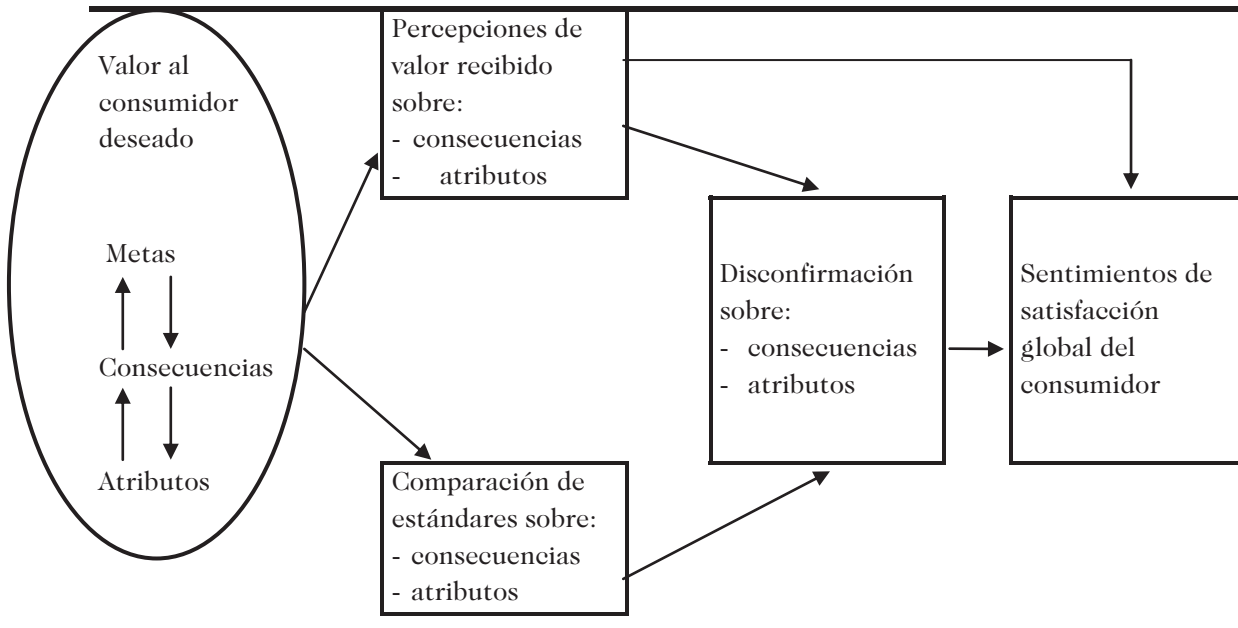 Valor al
consumidor
deseado
Metas
Consecuencias
Atributos
Percepciones de
valor recibido
sobre:
- consecuencias
- atributos
Comparación de
estándares sobre:
- consecuencias
- atributos
Disconfirmación
sobre:
- consecuencias
- atributos
Sentimientos de
satisfacción
global del
consumidor